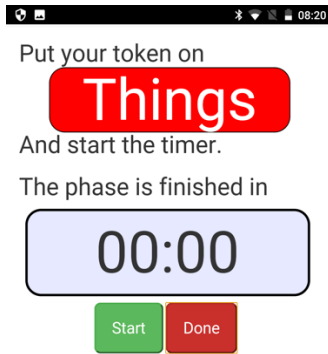 08:20
Put your token on
Things
And start the timer.
The phase is finished in
00:00
Start Done